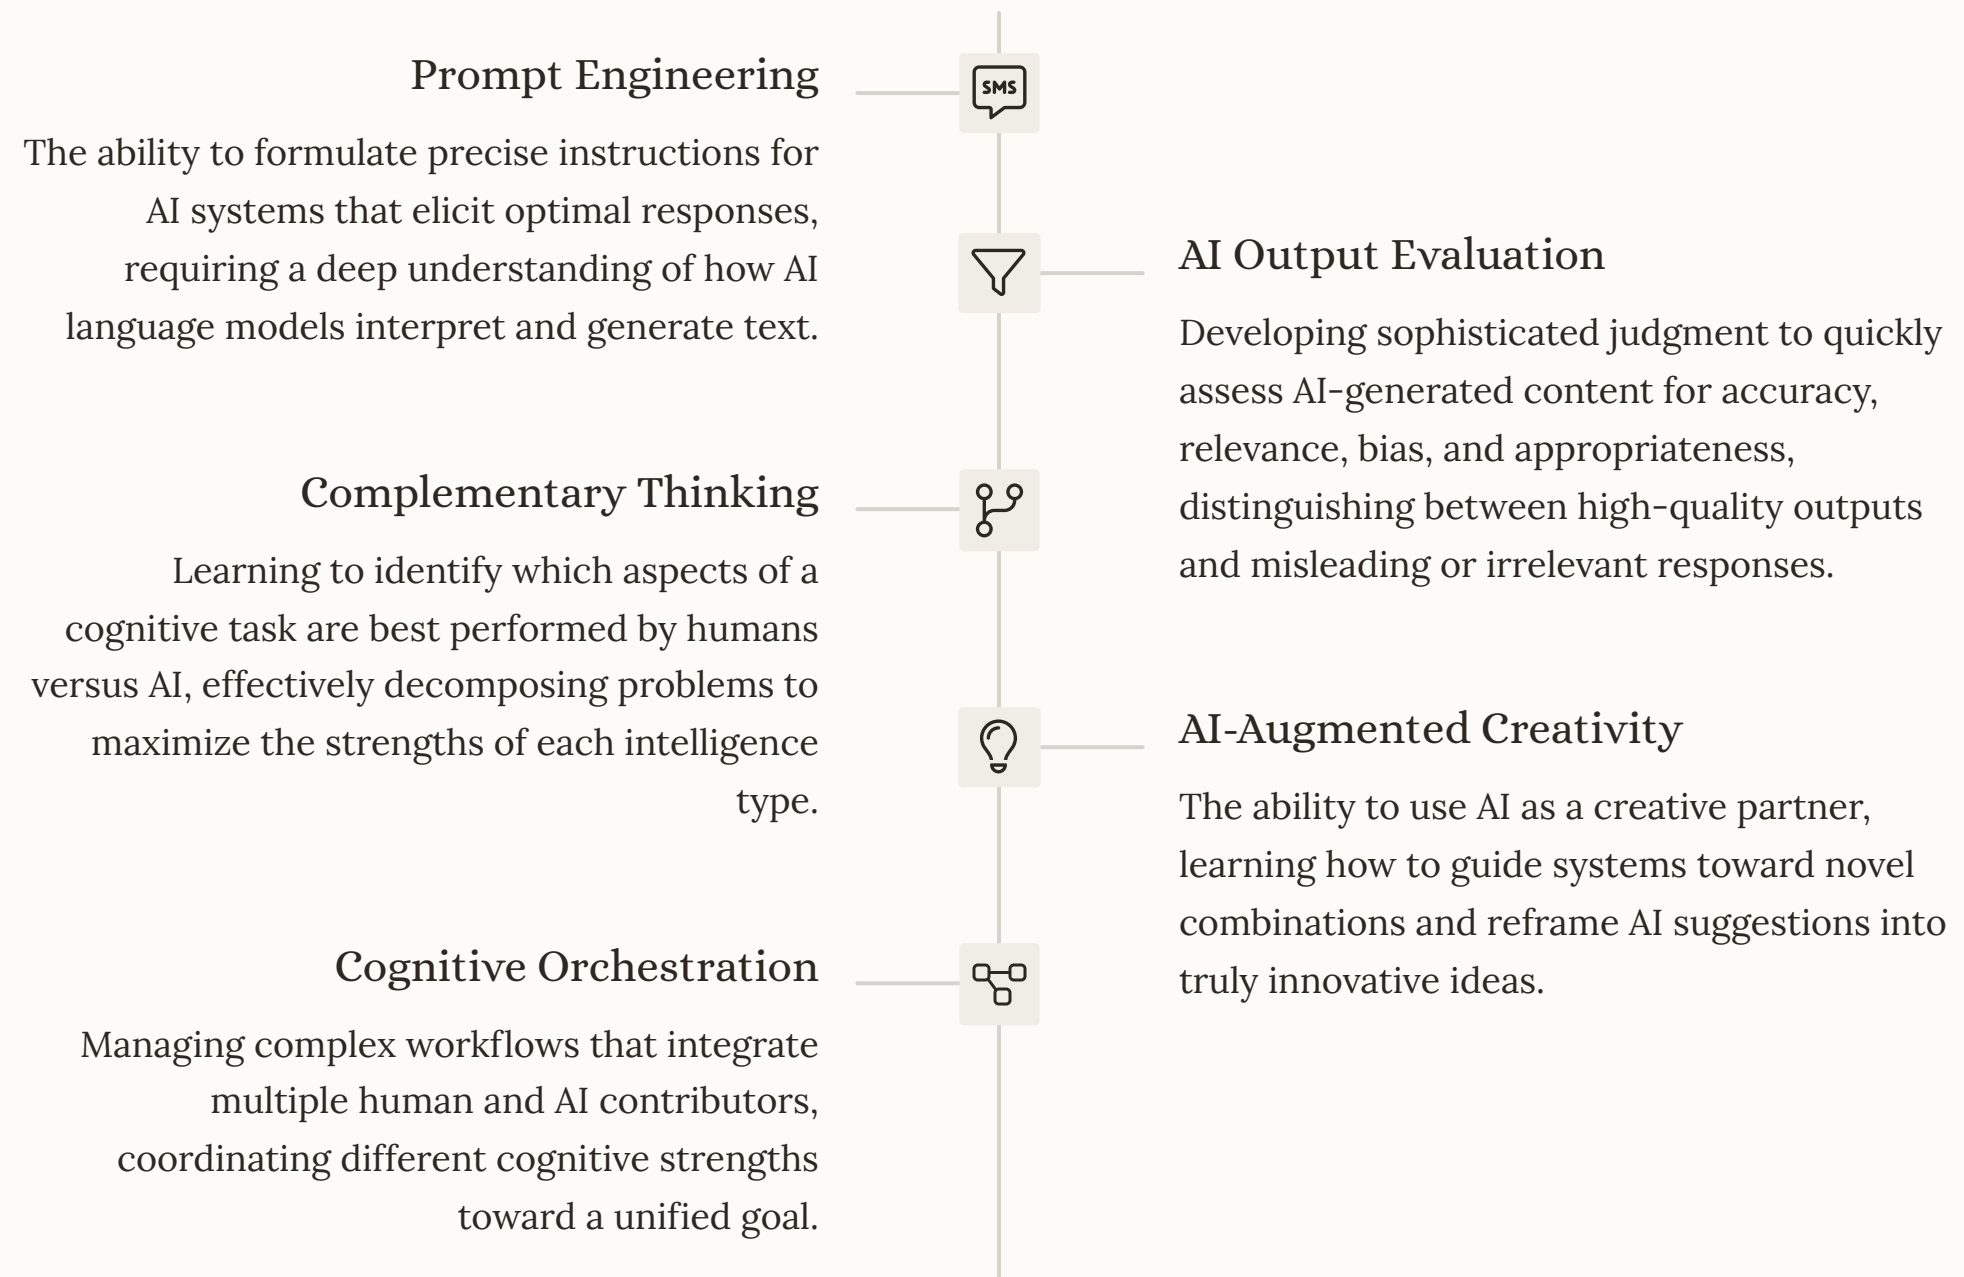 Prompt Engineering
The ability to formulate precise instructions for
AI systems that elicit optimal responses,
requiring a deep understanding of how AI
language models interpret and generate text.
SMS
AI Output Evaluation
Developing sophisticated judgment to quickly
assess AI-generated content for accuracy,
relevance, bias, and appropriateness,
distinguishing between high-quality outputs
and misleading or irrelevant responses.
Complementary Thinking
Learning to identify which aspects of a
cognitive task are best performed by humans
versus AI, effectively decomposing problems to
maximize the strengths of each intelligence
type.
AI-Augmented Creativity
The ability to use AI as a creative partner,
learning how to guide systems toward novel
combinations and reframe AI suggestions into
truly innovative ideas.
Cognitive Orchestration
Managing complex workflows that integrate
multiple human and AI contributors,
coordinating different cognitive strengths
toward a unified goal.